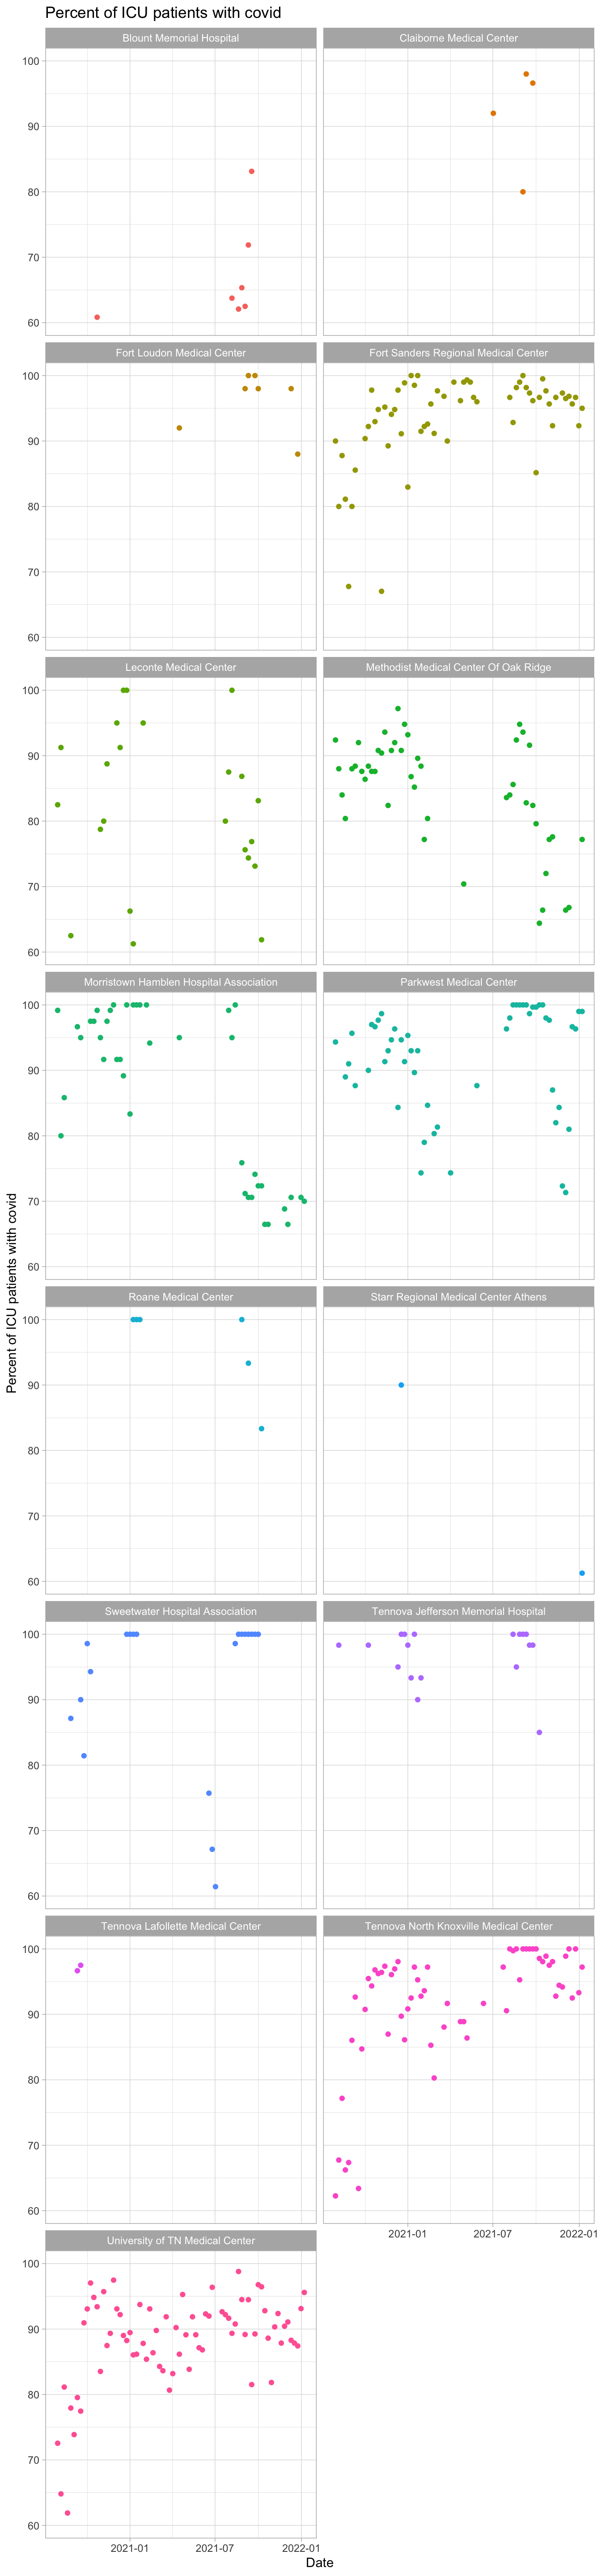 Percent of ICU patients with covid
Blount Memorial Hospital
Claiborne Medical Center
100
90
80
70
60
Fort Loudon Medical Center
Fort Sanders Regional Medical Center
100
90
80
70
60
Leconte Medical Center
Methodist Medical Center Of Oak Ridge
100
90
80
70
60
Morristown Hamblen Hospital Association
Parkwest Medical Center
100
90
80
70
60
Percent of ICU patients witth covid
Roane Medical Center
Starr Regional Medical Center Athens
100
90
80
70
60
Sweetwater Hospital Association
Tennova Jefferson Memorial Hospital
100
90
80
70
60
Tennova Lafollette Medical Center
Tennova North Knoxville Medical Center
100
90
80
70
60
2021-01
2021-07
2022-01
University of TN Medical Center
100
90
80
70
60
2021-01
2021-07
2022-01
Date